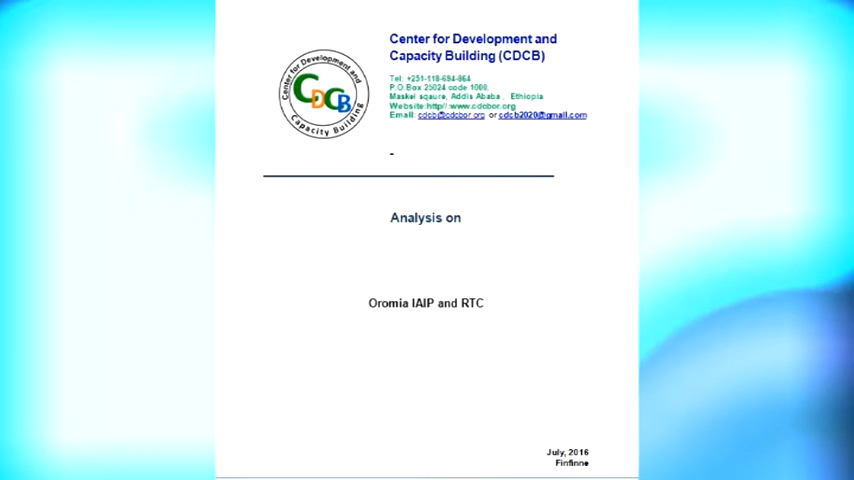 Center for Development and
Capacity Building (CDCB)
Center for Development and
CDCB
Capacity Building
Tel: +251-118-694-864
P.O.Box 25024 code 1000,
Maskel sqaure, Addis Ababa , Ethiopia
Website:http//:www.cdcbor.org
Email: cdcb@cdcbor.org or cdcb2020@gmail.com
-
Analysis on
Oromia IAIP and RTC
July, 2016
Finfinne